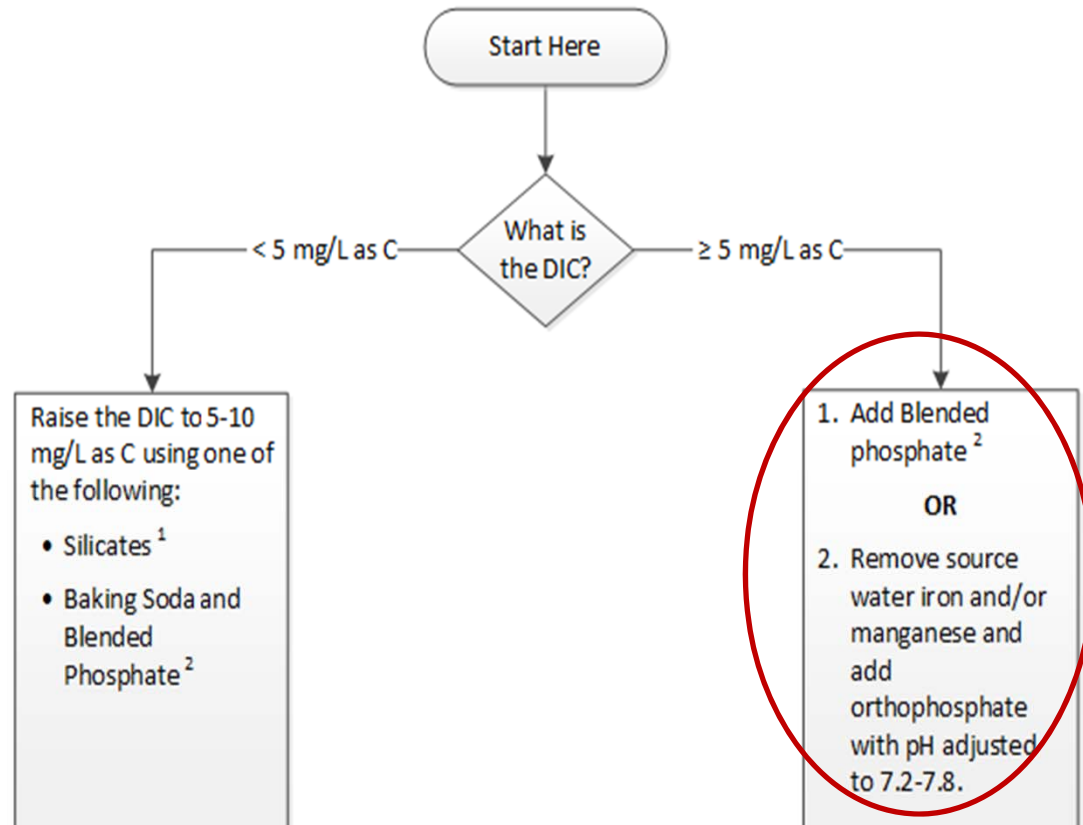 Start Here
What is
the DIC?
< 5 mg/L as C
≥ 5 mg/L as C
Raise the DIC to 5-10
mg/L as C using one of
the following:
• Silicates 1
• Baking Soda and
Blended
Phosphate 2
1. Add Blended
phosphate 2
OR
2. Remove source
water iron and/or
manganese and
add
orthophosphate
with pH adjusted
to 7.2-7.8.